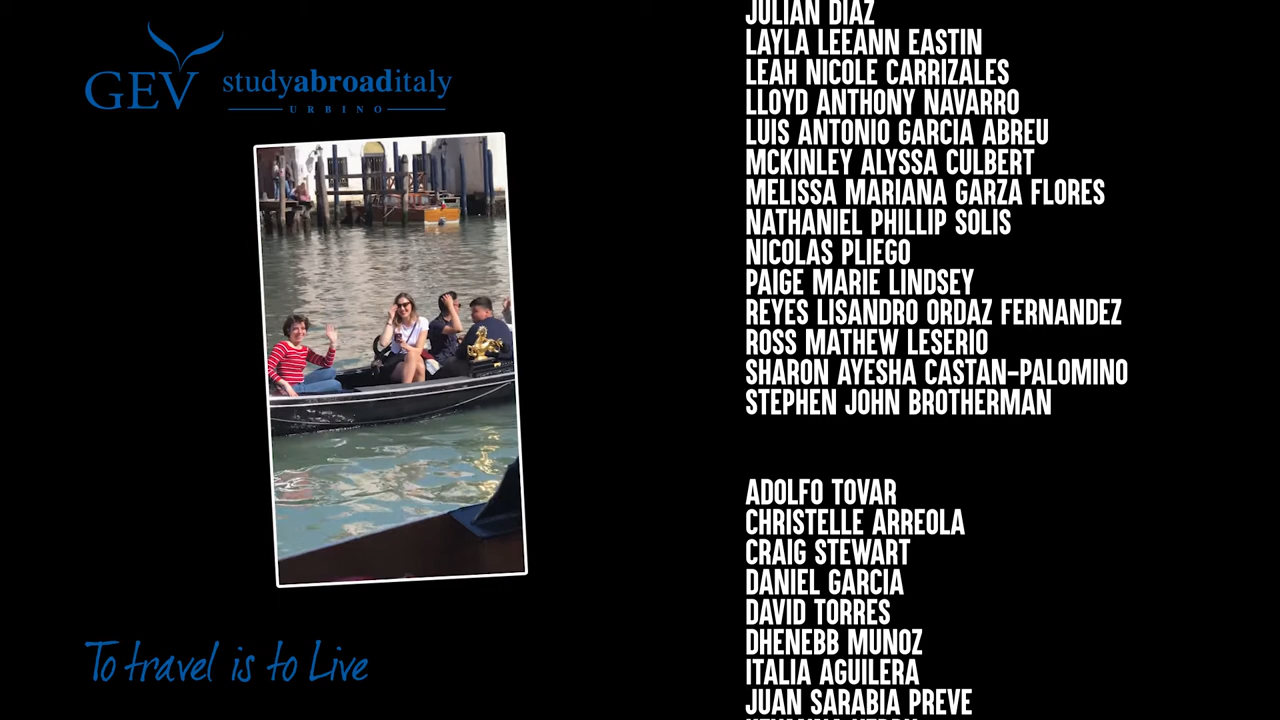 GEV studyabroaditaly
URBINO
To travel is to Live
JULIAN DIAZ
LAYLA LEEANN EASTIN
LEAH NICOLE CARRIZALES
LLOYD ANTHONY NAVARRO
LUIS ANTONIO GARCIA ABREU
MCKINLEY ALYSSA CULBERT
MELISSA MARIANA GARZA FLORES
NATHANIEL PHILLIP SOLIS
NICOLAS PLIEGO
PAIGE MARIE LINDSEY
REYES LISANDRO ORDAZ FERNANDEZ
ROSS MATHEW LESERIO
SHARON AYESHA CASTAN-PALOMINO
STEPHEN JOHN BROTHERMAN
ADOLFO TOVAR
CHRISTELLE ARREOLA
CRAIG STEWART
DANIEL GARCIA
DAVID TORRES
DHENEBB MUNOZ
ITALIA AGUILERA
JUAN SARABIA PREVE